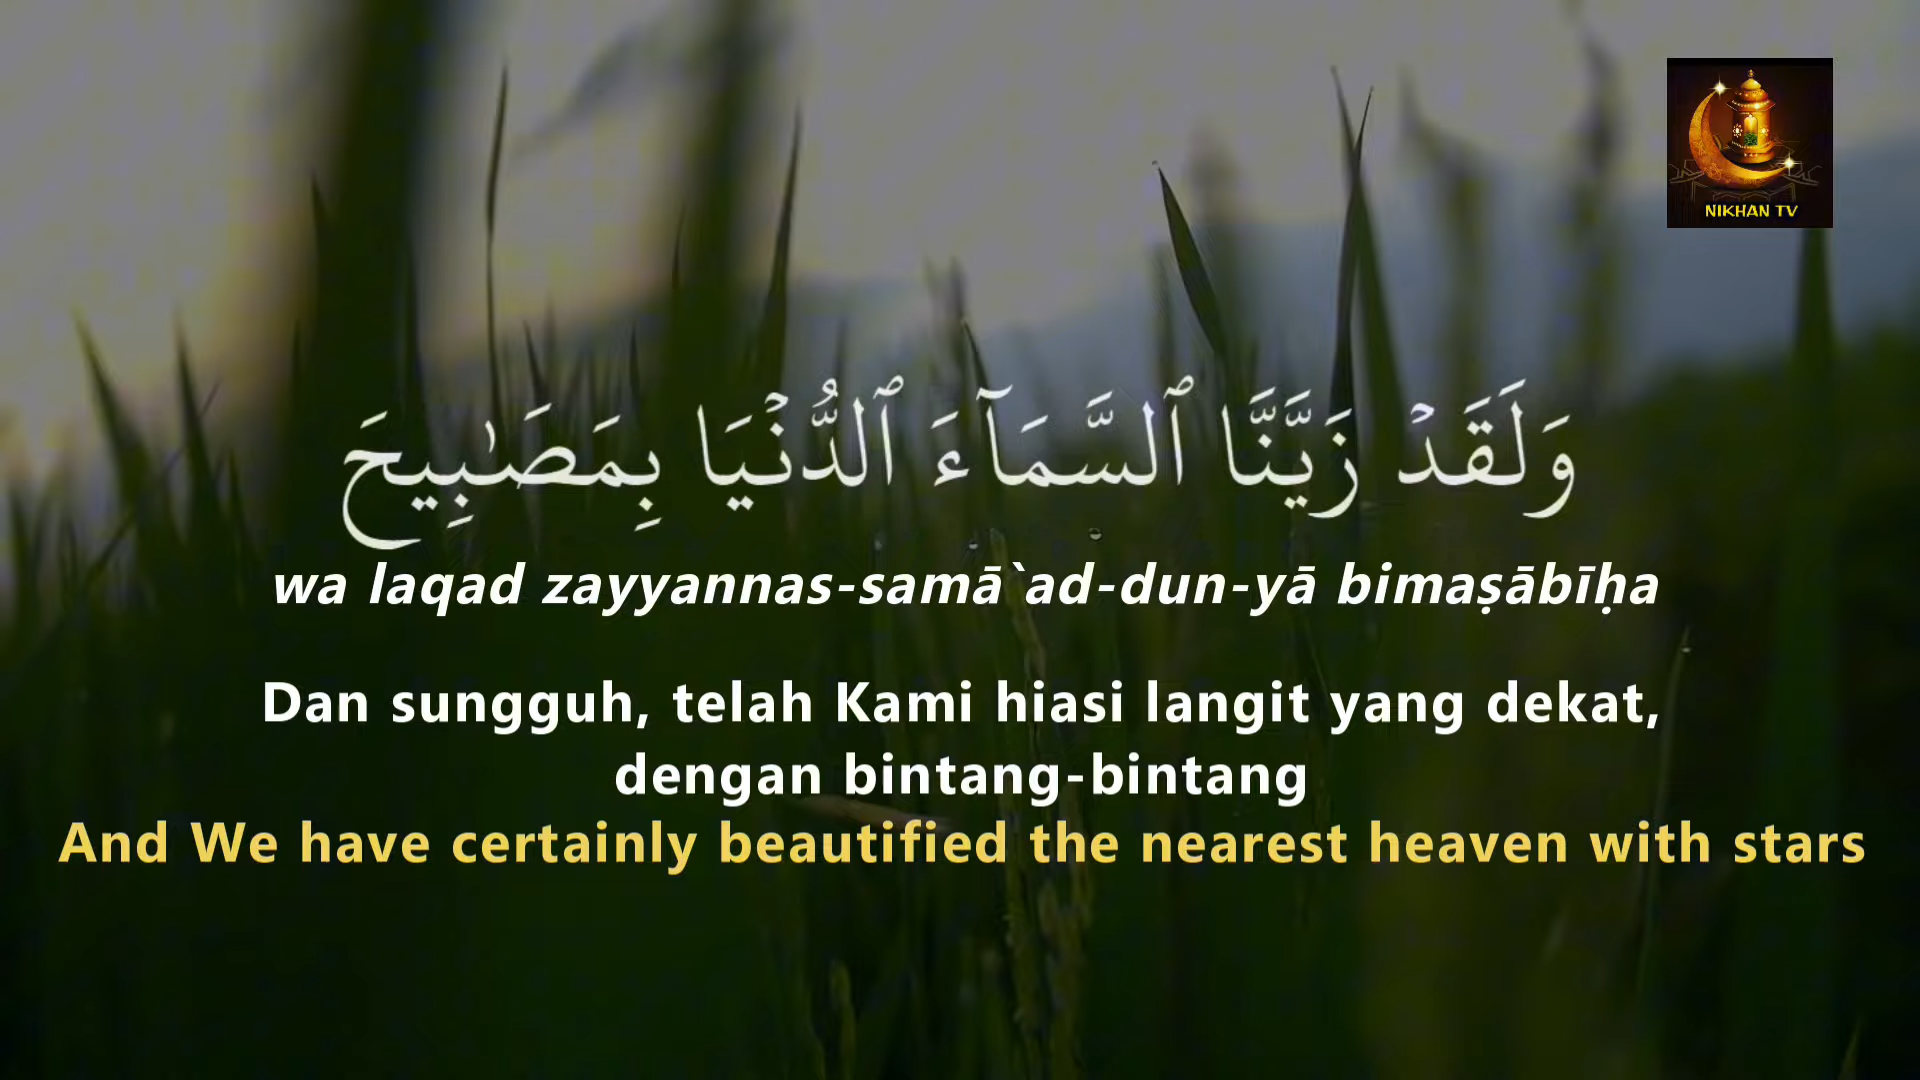 NIKHAN TV
وَلَقَدۡ زَيَّنَّا ٱلسَّمَآءَ ٱلدُّنۡيَا بِمَصَٰبِيحَ
wa laqad zayyannas-samā`ad-dun-yā bimaṣābīḥa
Dan sungguh, telah Kami hiasi langit yang dekat,
dengan bintang-bintang
And We have certainly beautified the nearest heaven with stars